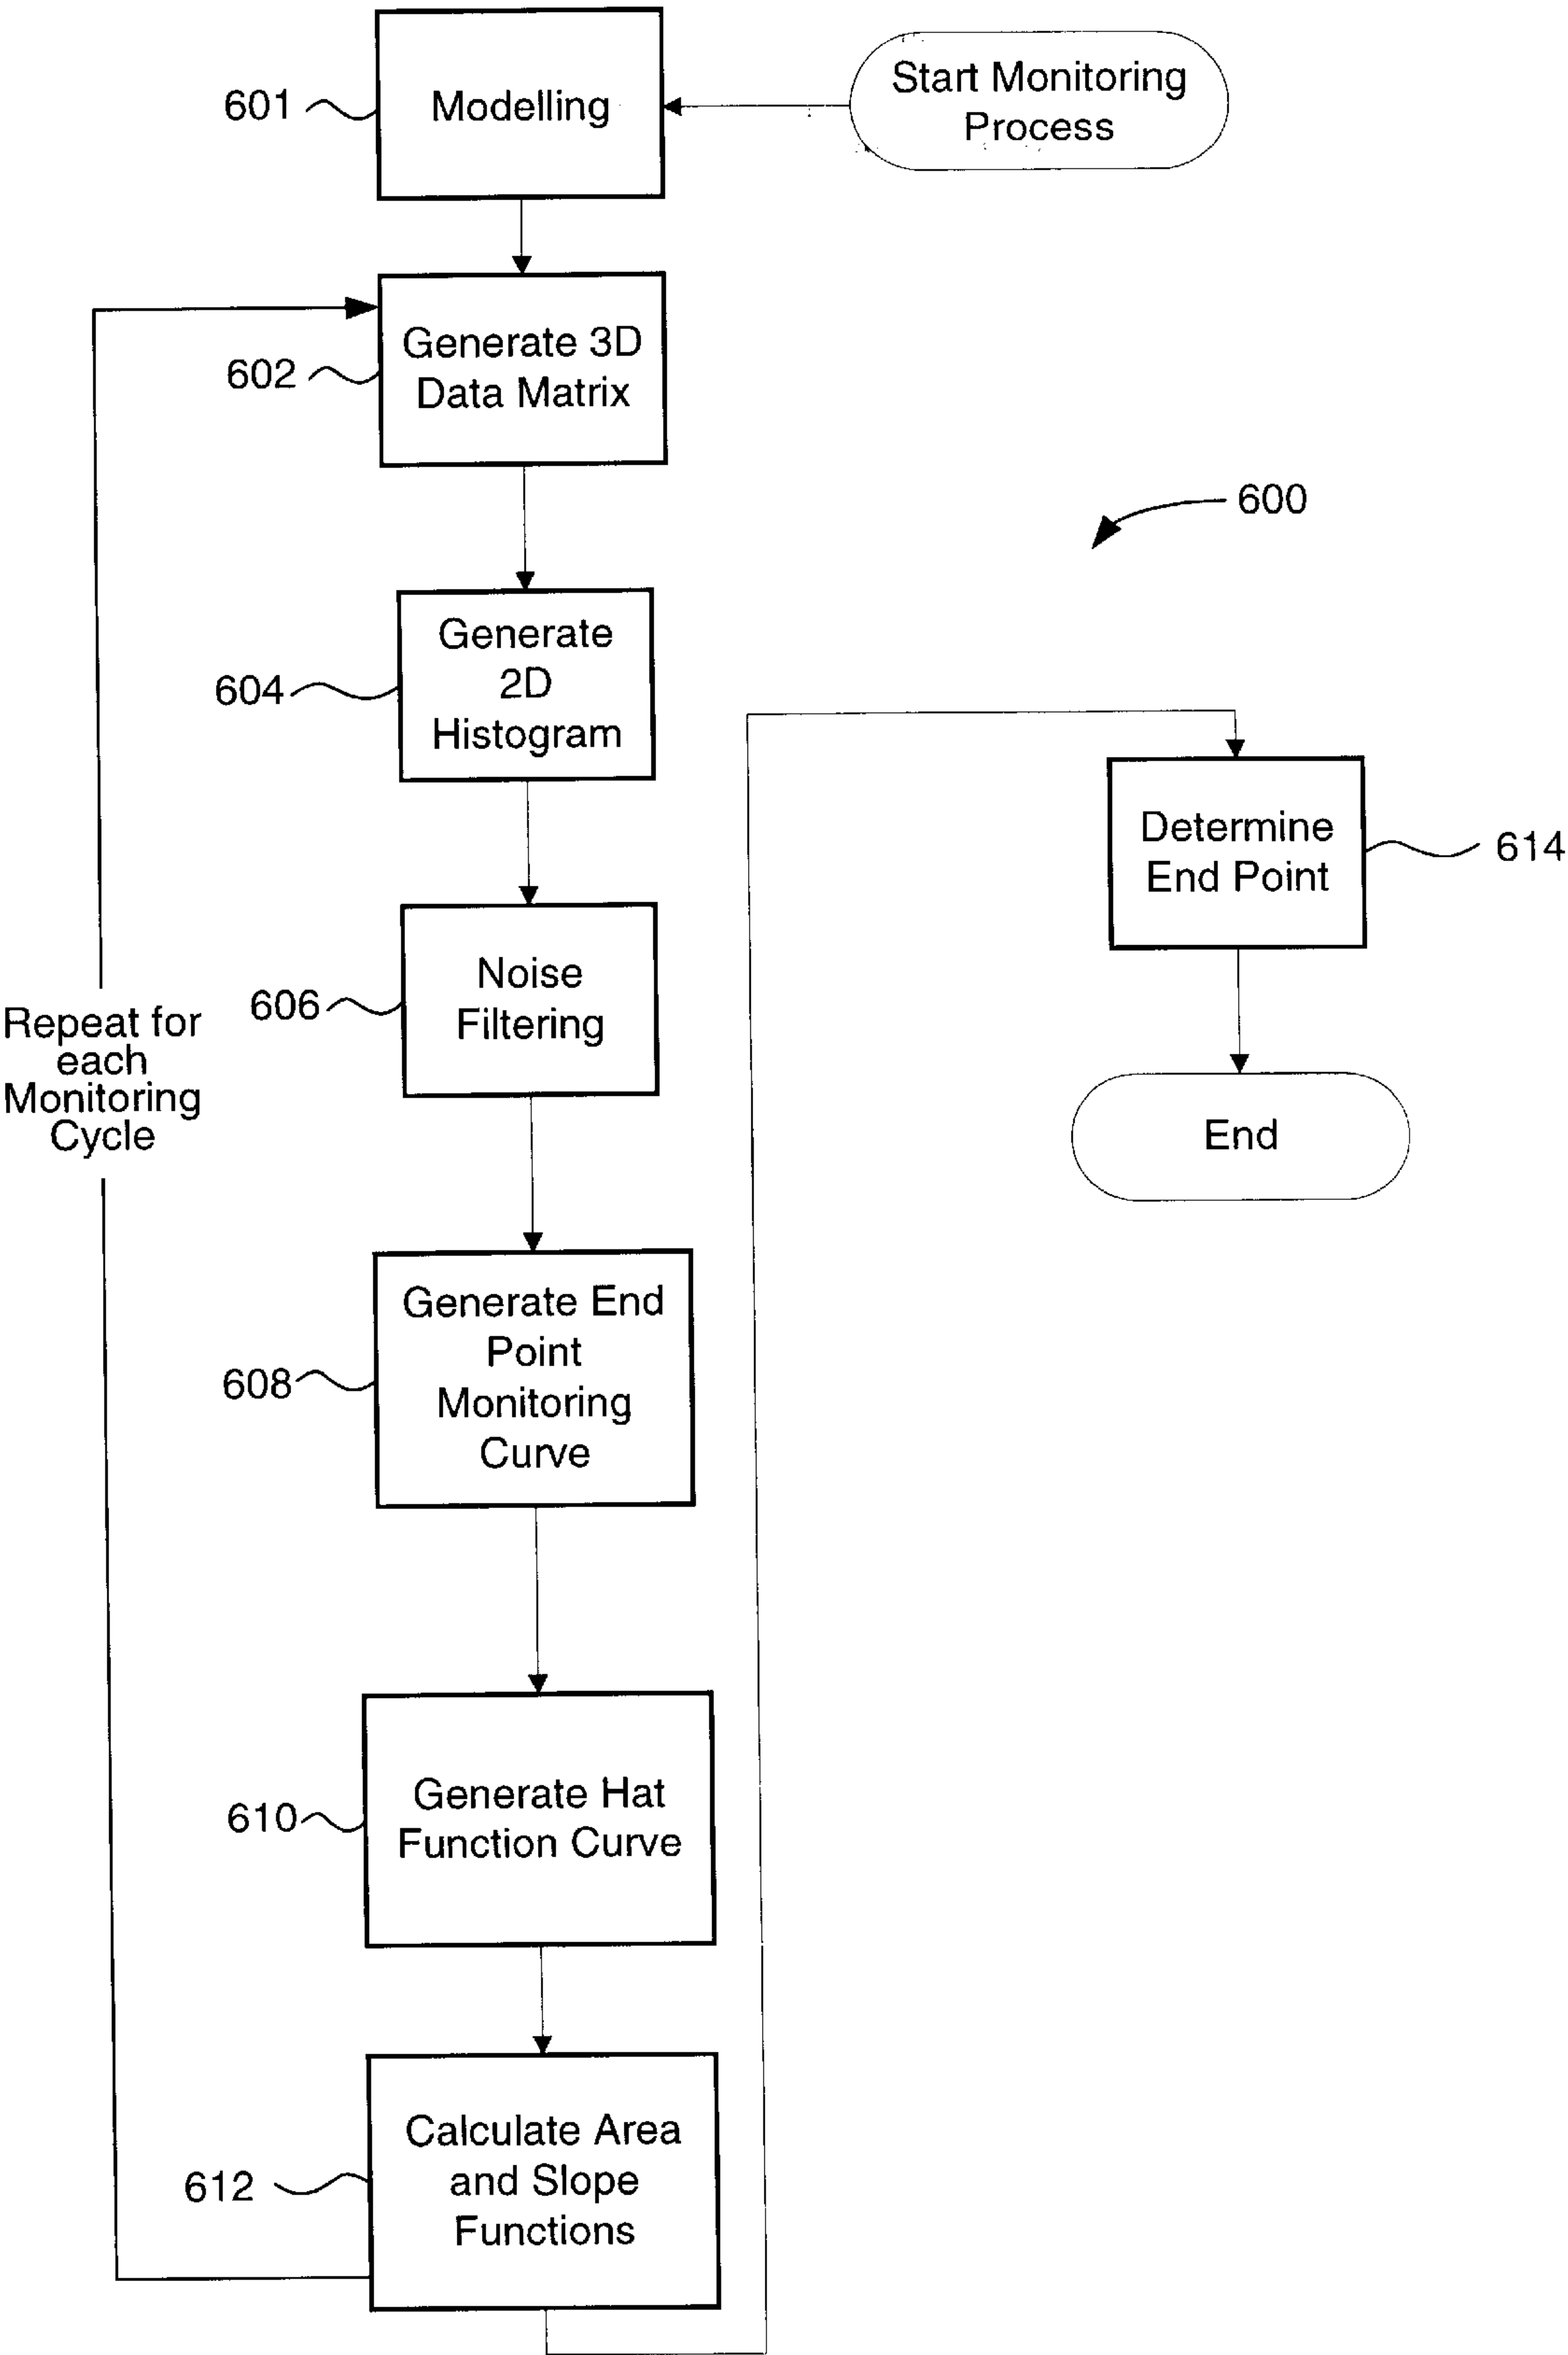 Start Monitoring
Process
601
Modelling
602
Generate 3D
Data Matrix
600
604
Generate
2D
Histogram
606
Noise
Filtering
Repeat for
each
Monitoring
Cycle
608
Generate End
Point
Monitoring
Curve
610
Generate Hat
Function Curve
612
Calculate Area
and Slope
Functions
Determine
End Point
614
End